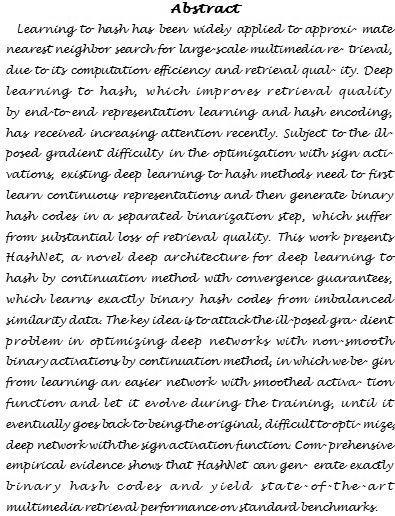 Abstract
Learning to hash has been widely applied to approxi- mate
nearest neighbor search for large-scale multimedia re- trieval,
due to its computation efficiency and retrieval qual- ity. Deep
learning to hash, which improves retrieval quality
by end-to-end representation learning and hash encoding,
has received increasing attention recently. Subject to the ill-
posed gradient difficulty in the optimization with sign acti-
vations, existing deep learning to hash methods need to first
learn continuous representations and then generate binary
hash codes in a separated binarization step, which suffer
from substantial loss of retrieval quality. This work presents
HashNet, a novel deep architecture for deep learning to
hash by continuation method with convergence guarantees,
which learns exactly binary hash codes from imbalanced
similarity data. The key idea is to attack the ill-posed gra- dient
problem in optimizing deep networks with non-smooth
binary activations by continuation method, in which we be- gin
from learning an easier network with smoothed activa- tion
function and let it evolve during the training, until it
eventually goes back to being the original, difficult to opti- mize,
deep network with the sign activation function. Com- prehensive
empirical evidence shows that HashNet can gen- erate exactly
binary hash codes and yield state-of-the-art
multimedia retrieval performance on standard benchmarks.